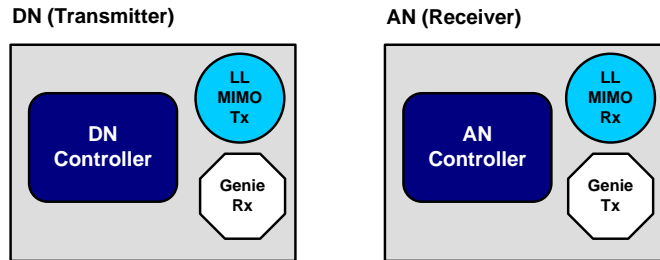 DN (Transmitter)
AN (Receiver)
DN
Controller
LL
MIMO
Tx
Genie
Rx
AN
Controller
LL
MIMO
Rx
Genie
Tx